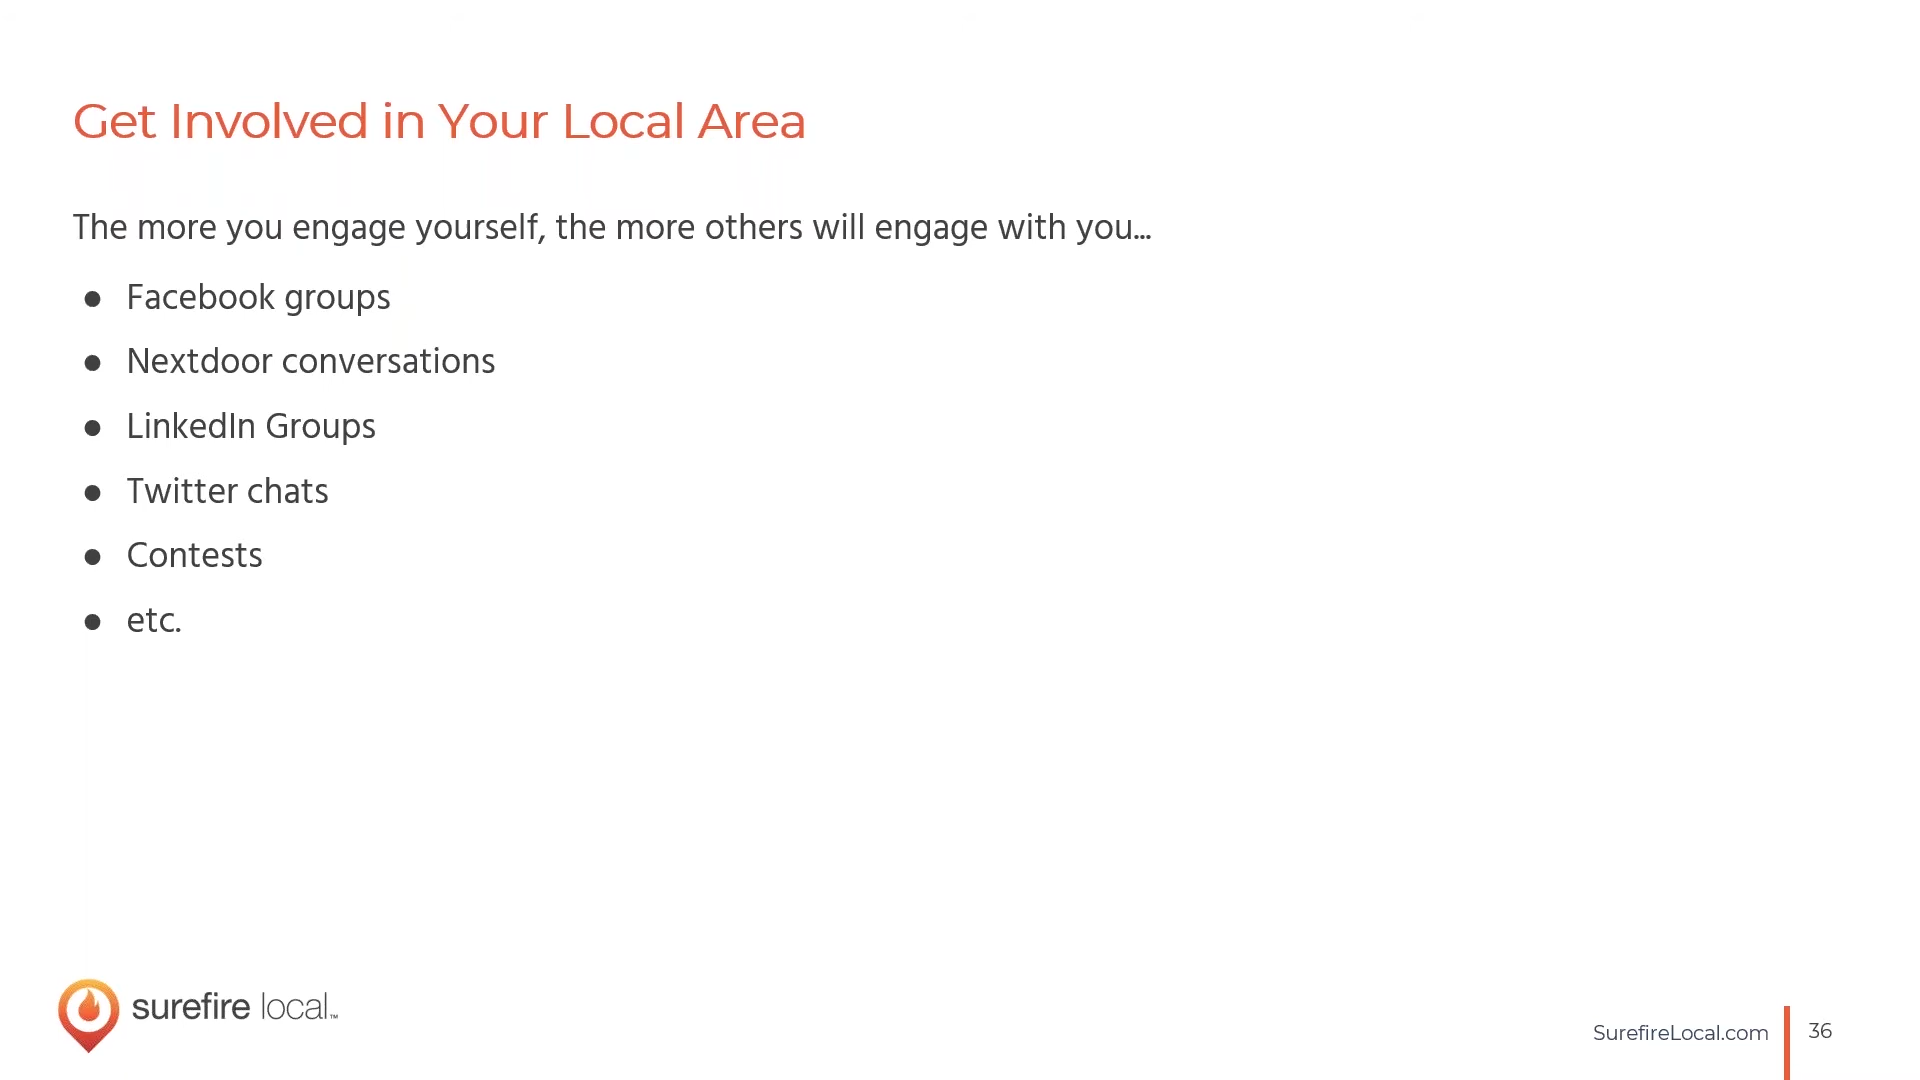 Get Involved in Your Local Area
The more you engage yourself, the more others will engage with you...
● Facebook groups
● Nextdoor conversations
● LinkedIn Groups
● Twitter chats
● Contests
● etc.
surefire local™
SurefireLocal.com
36